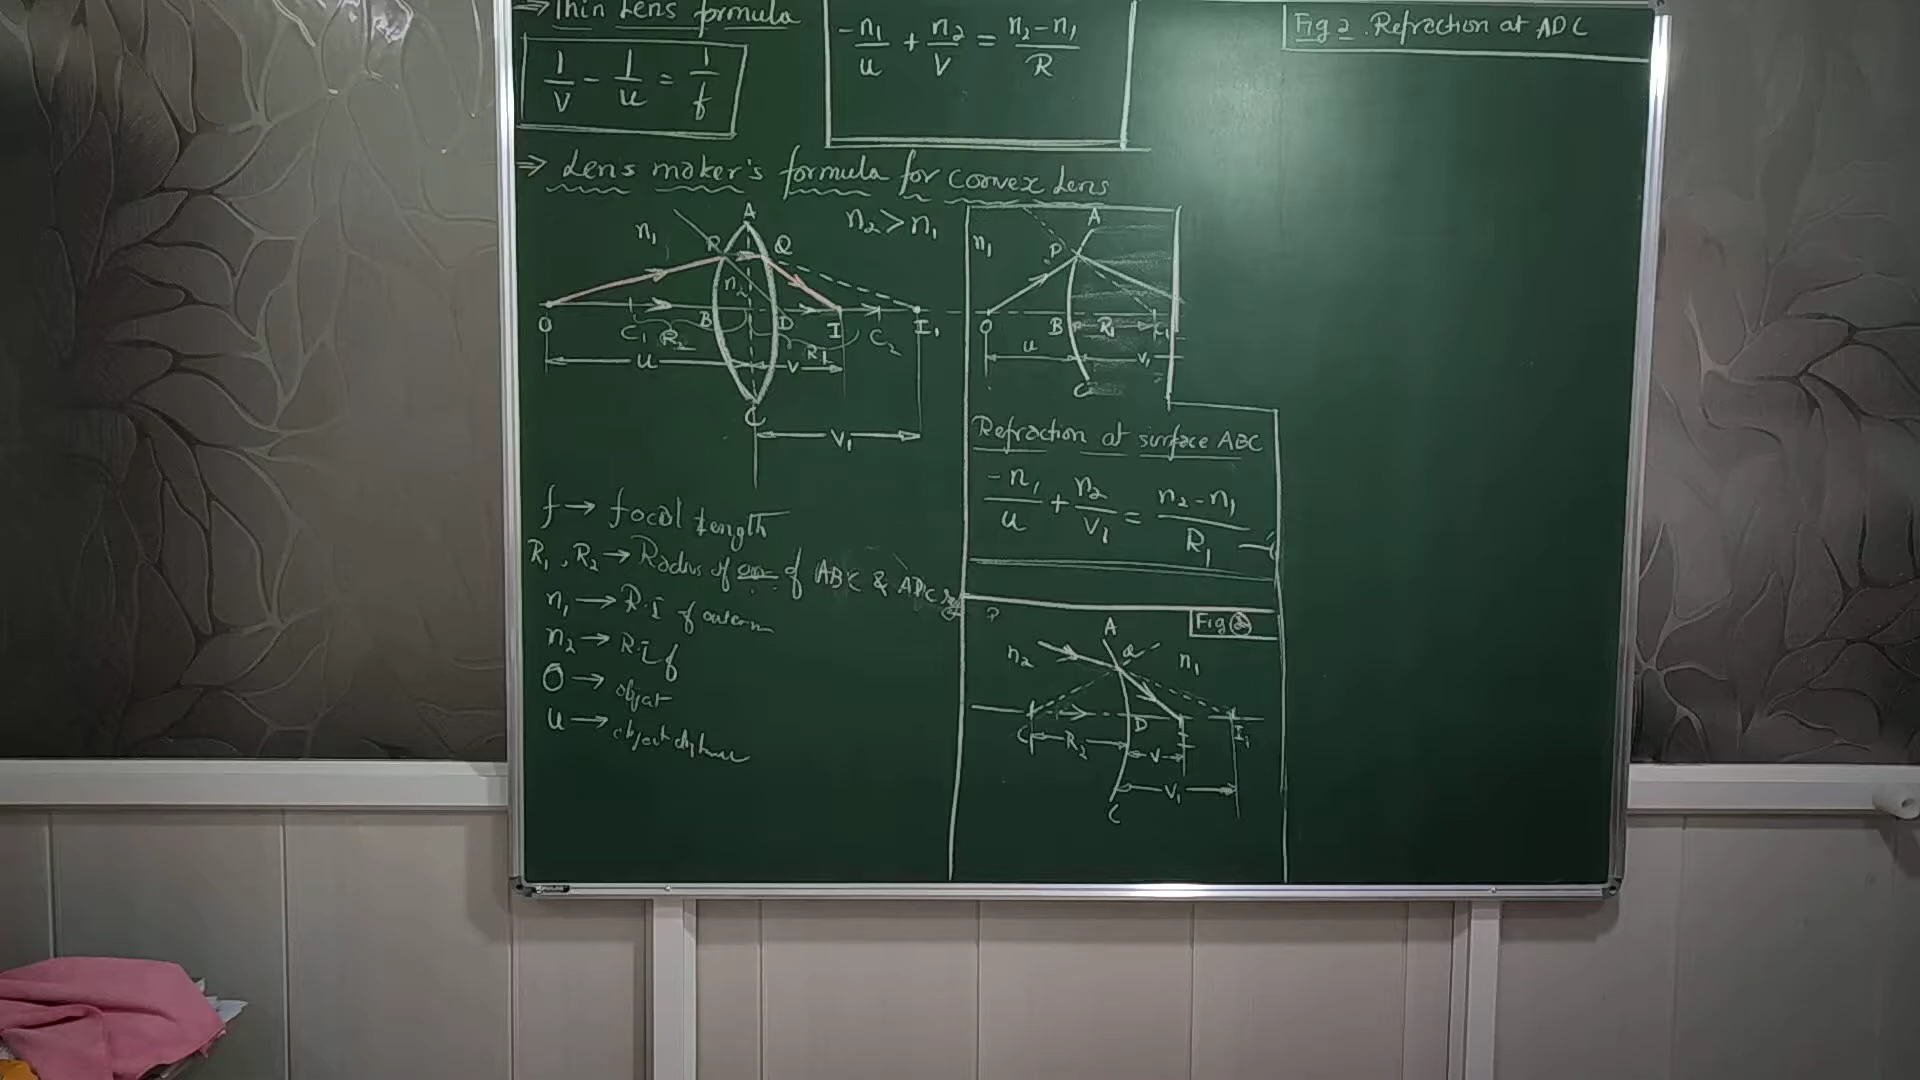 ⇒ Thin Lens formula
1/v - 1/u = 1/f
-n₁/u + n₂/v = n₂-n₁/R
⇒ Lens maker's formula for convex Lens
n₁
A
n₂ > n₁
P
Q
n₂
O
C₁
R₂
B
D
I
R₁
C₂
I₁
u
v
C
v₁
f → focal length
R₁, R₂ → Radius of of ABC & ADC
n₁ → R.I of outer
n₂ → R.I of
O → object
u → object distance
n₁
A
P
O
B
R₁
C₁
u
v₁
C
Refraction at surface ABC
-n₁/u + n₂/v₁ = n₂-n₁/R₁
P
Fig ②
A
n₂
Q
n₁
D
C
R₂
v
I
I₁
v₁
C
Fig 2. Refraction at ADC